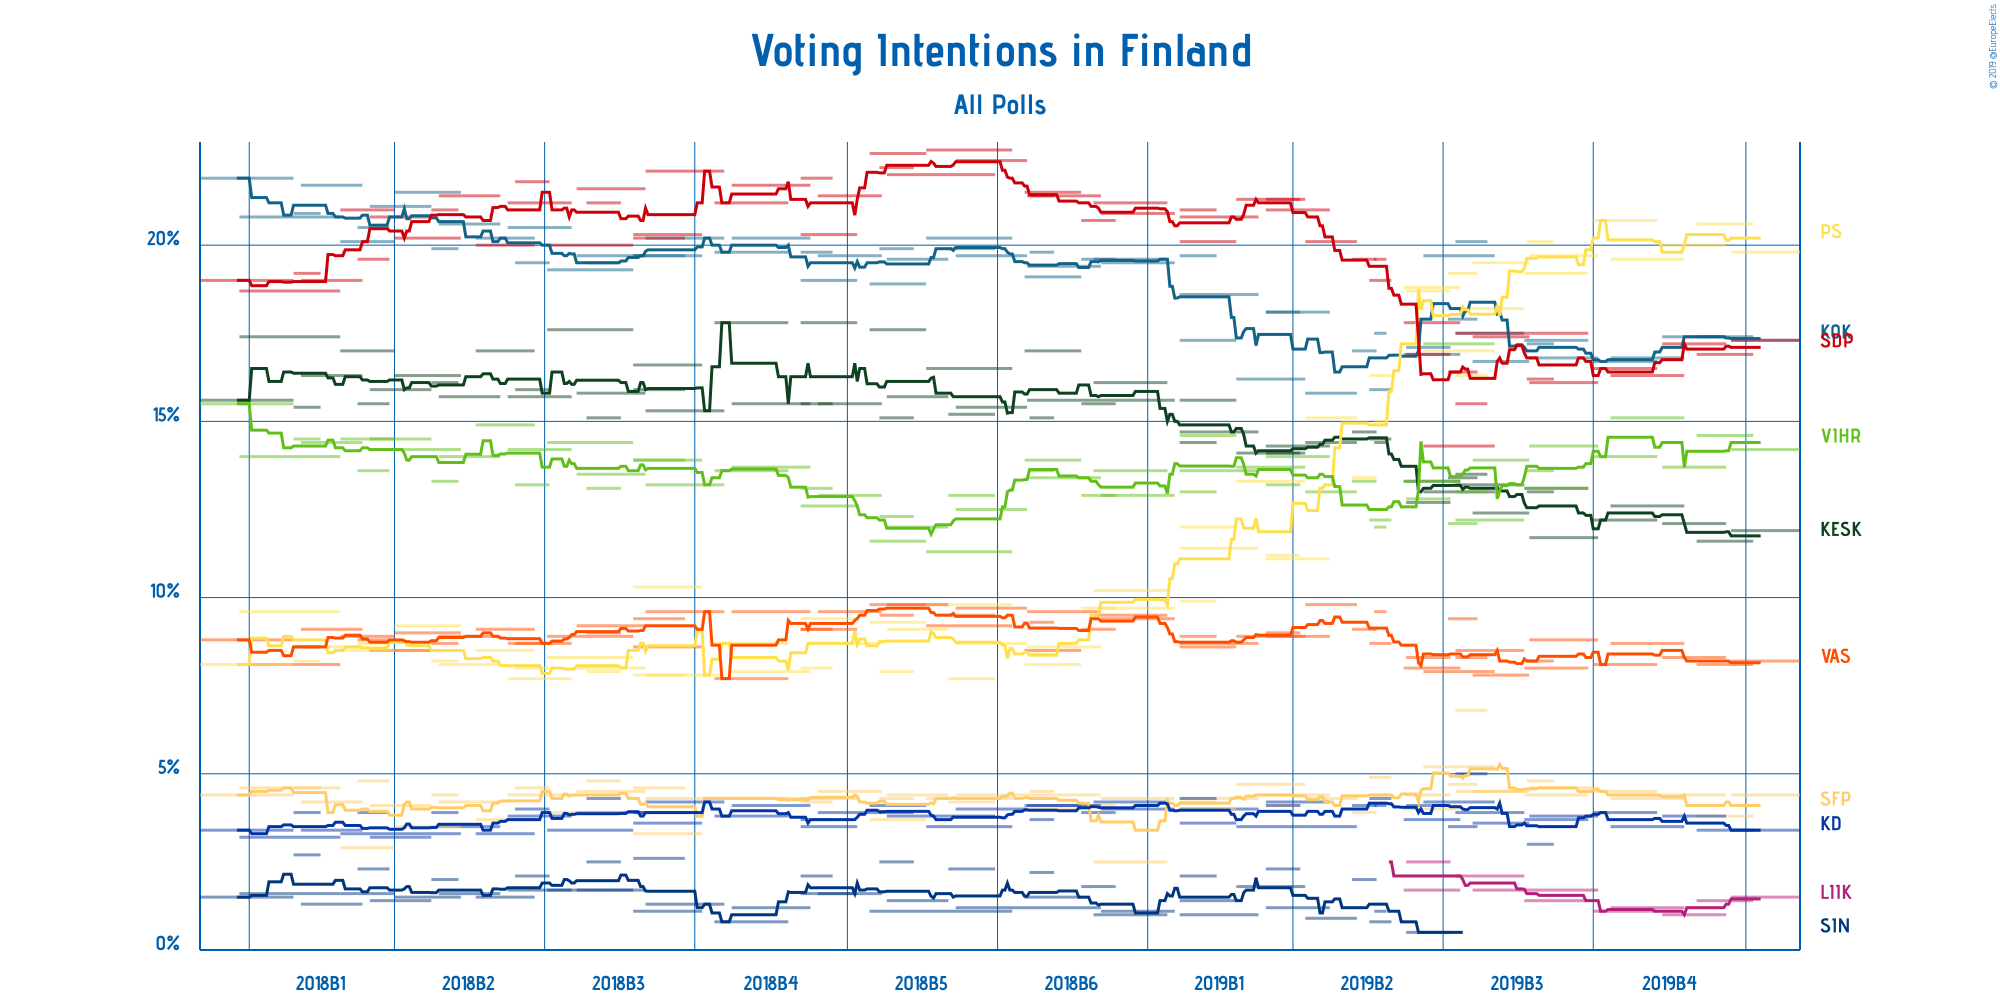 Voting Intentions in Finland
All Polls
© 2019 @EuropeElects
20%
15%
10%
5%
0%
PS
KOK
SDP
VIHR
KESK
VAS
SFP
KD
LIIK
SIN
2018B1
2018B2
2018B3
2018B4
2018B5
2018B6
2019B1
2019B2
2019B3
2019B4